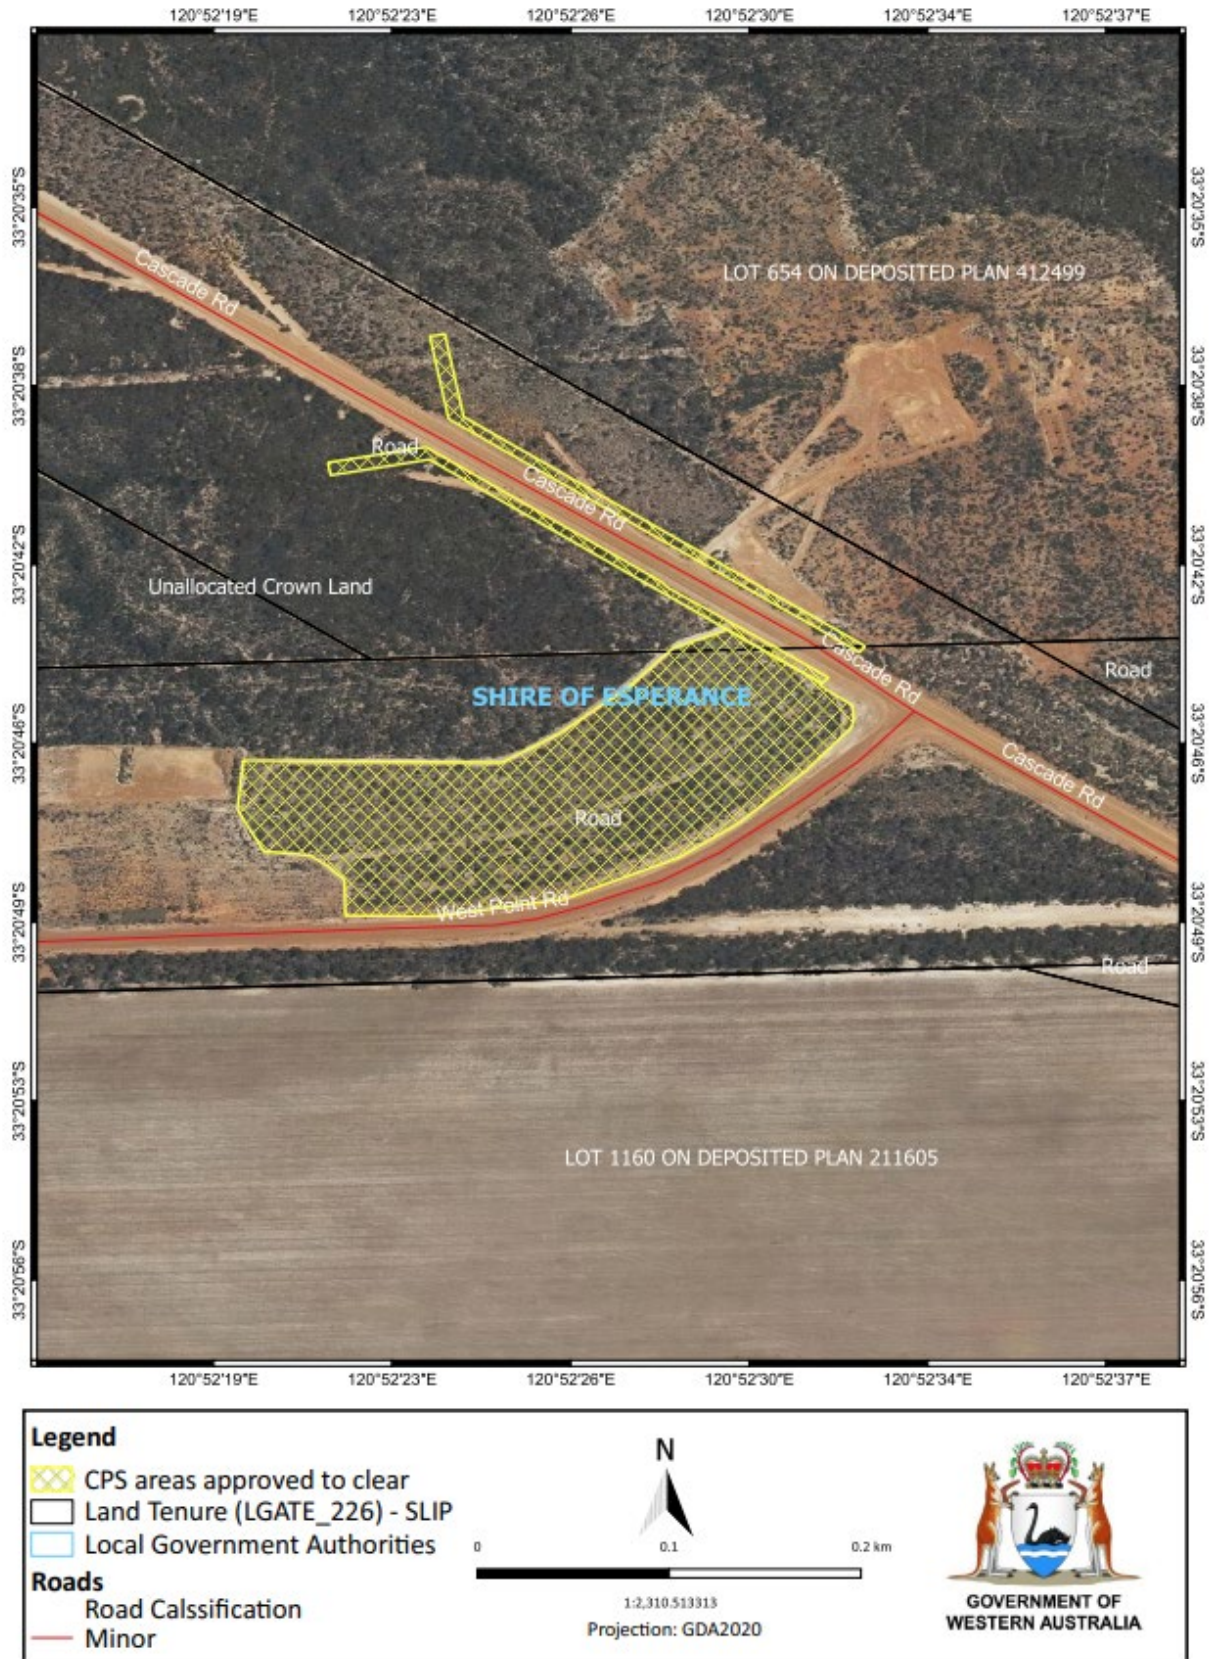 120°52'19"E 120°52'23"E 120°52'26"E 120°52'30"E 120°52'34"E 120°52'37"E
33°20'35"S
33°20'35"S
Cascade Rd
LOT 654 ON DEPOSITED PLAN 412499
33°20'38"S
33°20'38"S
Road
Cascade Rd
33°20'42"S
33°20'42"S
Unallocated Crown Land
Cascade Rd
Road
SHIRE OF ESPERANCE
33°20'46"S
33°20'46"S
Cascade Rd
Road
West Point Rd
33°20'49"S
33°20'49"S
Road
33°20'53"S
33°20'53"S
LOT 1160 ON DEPOSITED PLAN 211605
33°20'56"S
33°20'56"S
120°52'19"E 120°52'23"E 120°52'26"E 120°52'30"E 120°52'34"E 120°52'37"E
Legend
CPS areas approved to clear
Land Tenure (LGATE_226) - SLIP
Local Government Authorities
Roads
Road Calssification
Minor
N
0 0.1 0.2 km
1:2,310.513313
Projection: GDA2020
GOVERNMENT OF
WESTERN AUSTRALIA